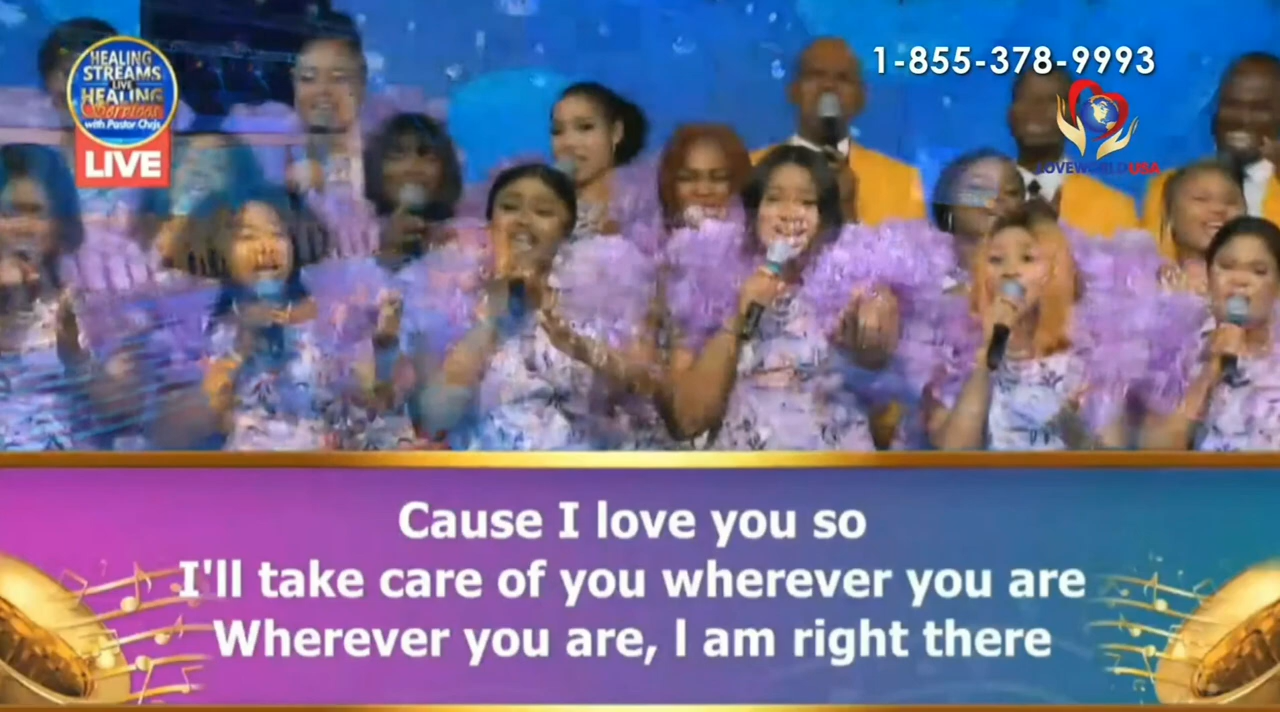 HEALING
STREAMS
LIVE
HEALING
Services
with Pastor Chris
LIVE
1-855-378-9993
LOVEWORLD USA
Cause I love you so
I'll take care of you wherever you are
Wherever you are, I am right there